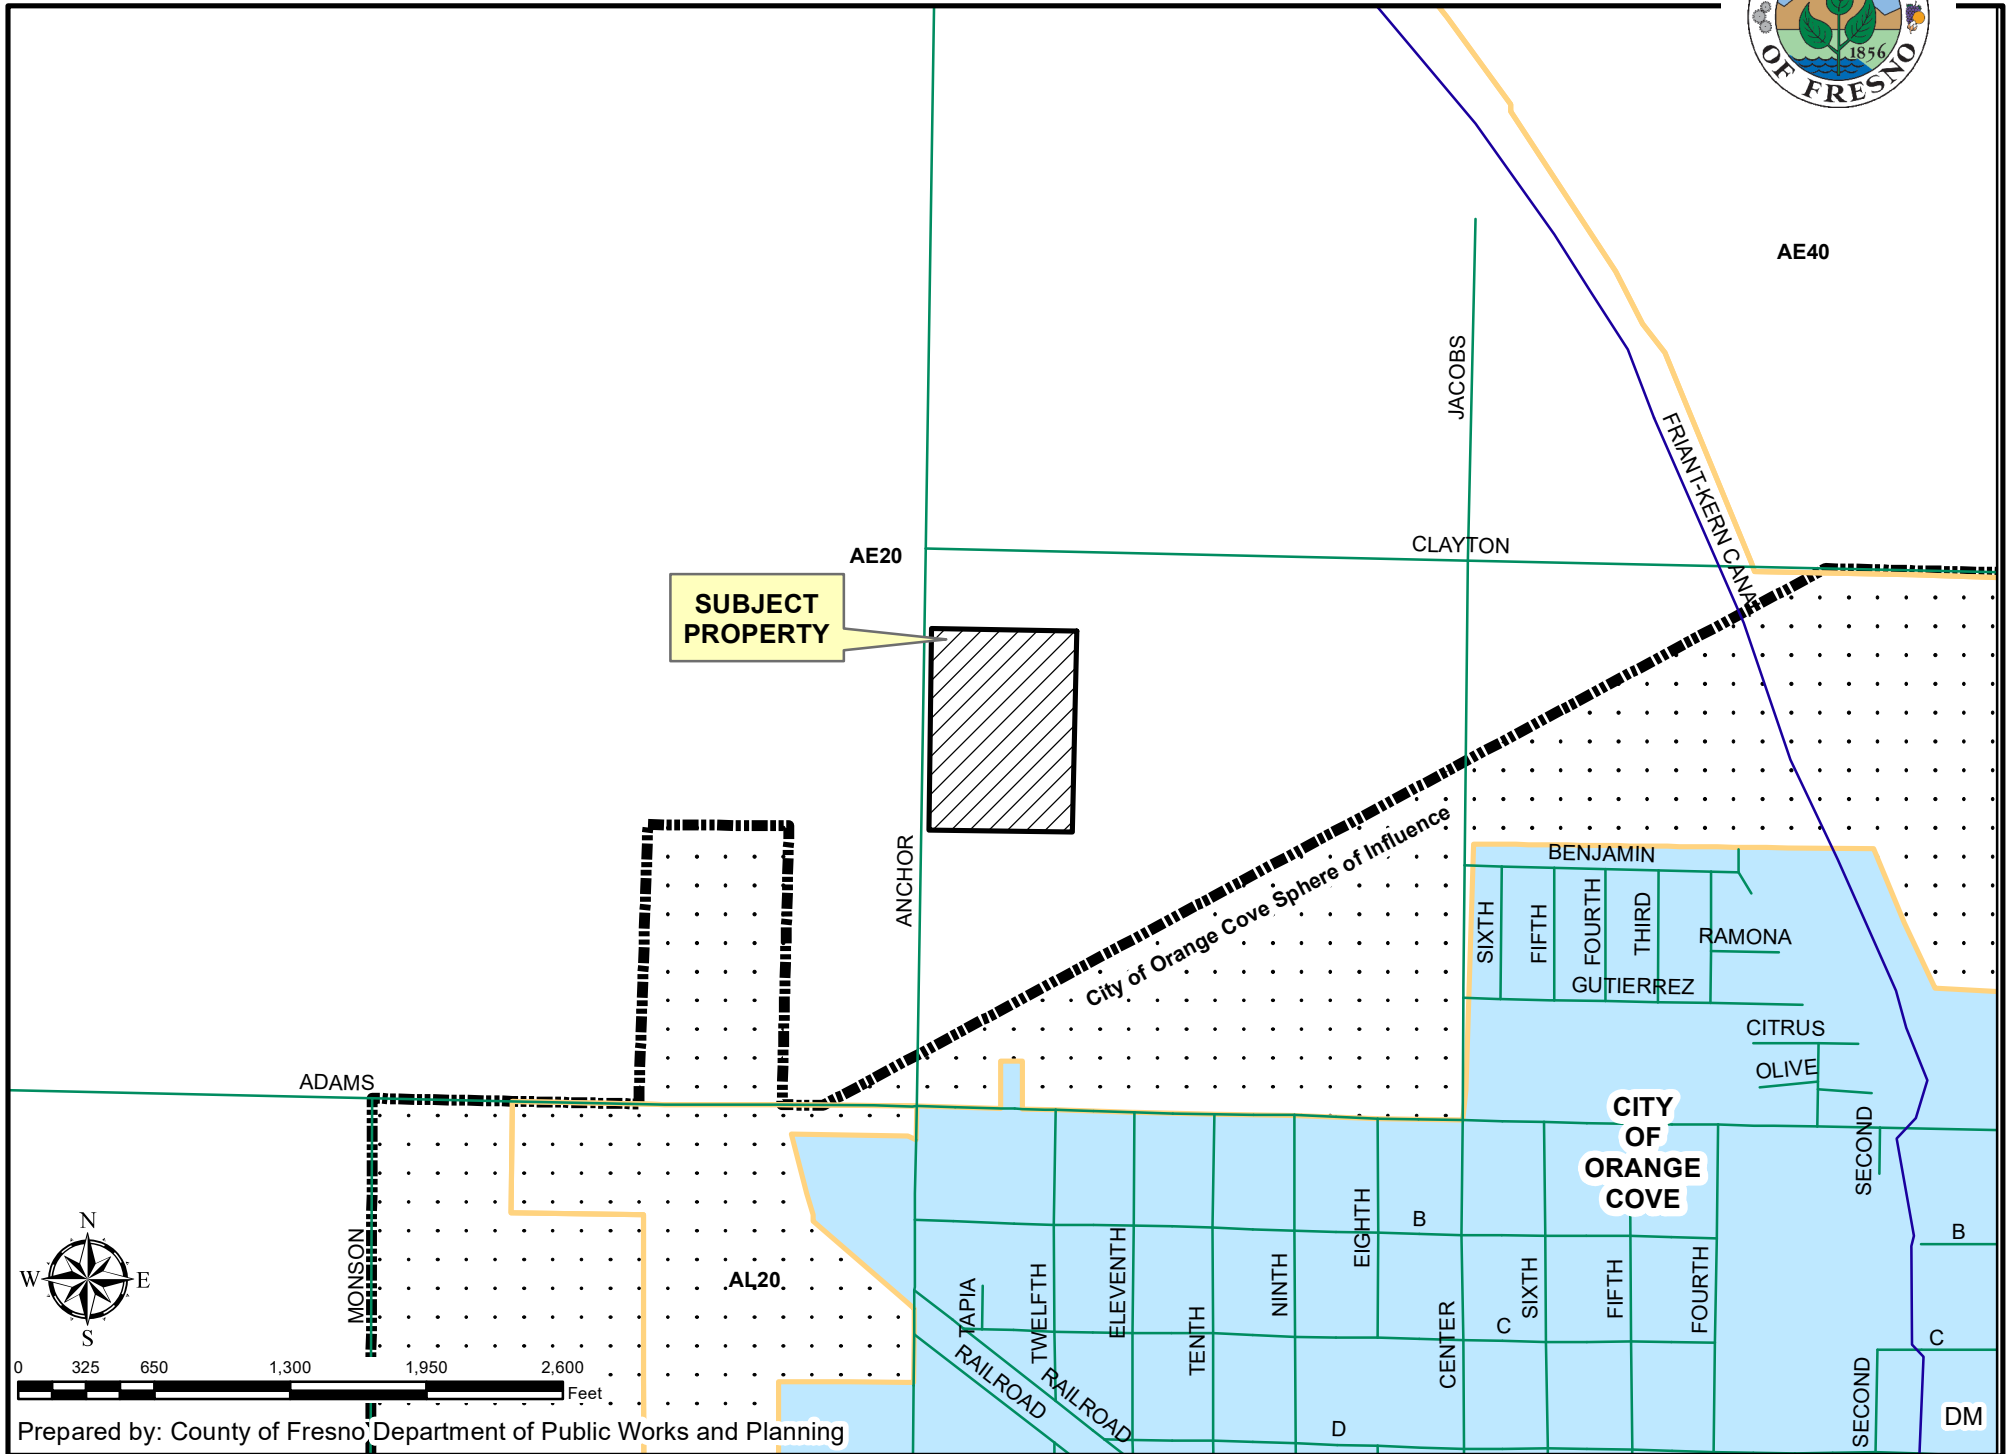 1856
OF FRESNO
AE40
JACOBS
FRIANT-KERN CANAL
CLAYTON
AE20
SUBJECT
PROPERTY
ANCHOR
City of Orange Cove Sphere of Influence
BENJAMIN
SIXTH
FIFTH
FOURTH
THIRD
RAMONA
GUTIERREZ
CITRUS
OLIVE
ADAMS
CITY
OF
ORANGE
COVE
SECOND
MONSON
AL20
TAPIA
TWELFTH
ELEVENTH
TENTH
NINTH
EIGHTH
B
CENTER
SIXTH
FIFTH
FOURTH
B
C
C
RAILROAD
RAILROAD
D
SECOND
N
W
E
S
0 325 650 1,300 1,950 2,600
Feet
Prepared by: County of Fresno Department of Public Works and Planning
DM